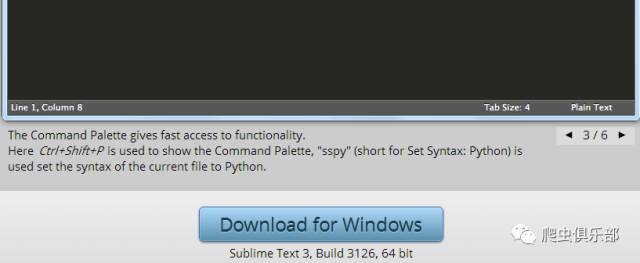 Line 1, Column 8 Tab Size: 4 Plain Text
The Command Palette gives fast access to functionality.
◄ 3 / 6 ►
Here Ctrl+Shift+P is used to show the Command Palette, "sspy" (short for Set Syntax: Python) is
used set the syntax of the current file to Python.
Download for Windows
Sublime Text 3, Build 3126, 64 bit
爬虫俱乐部